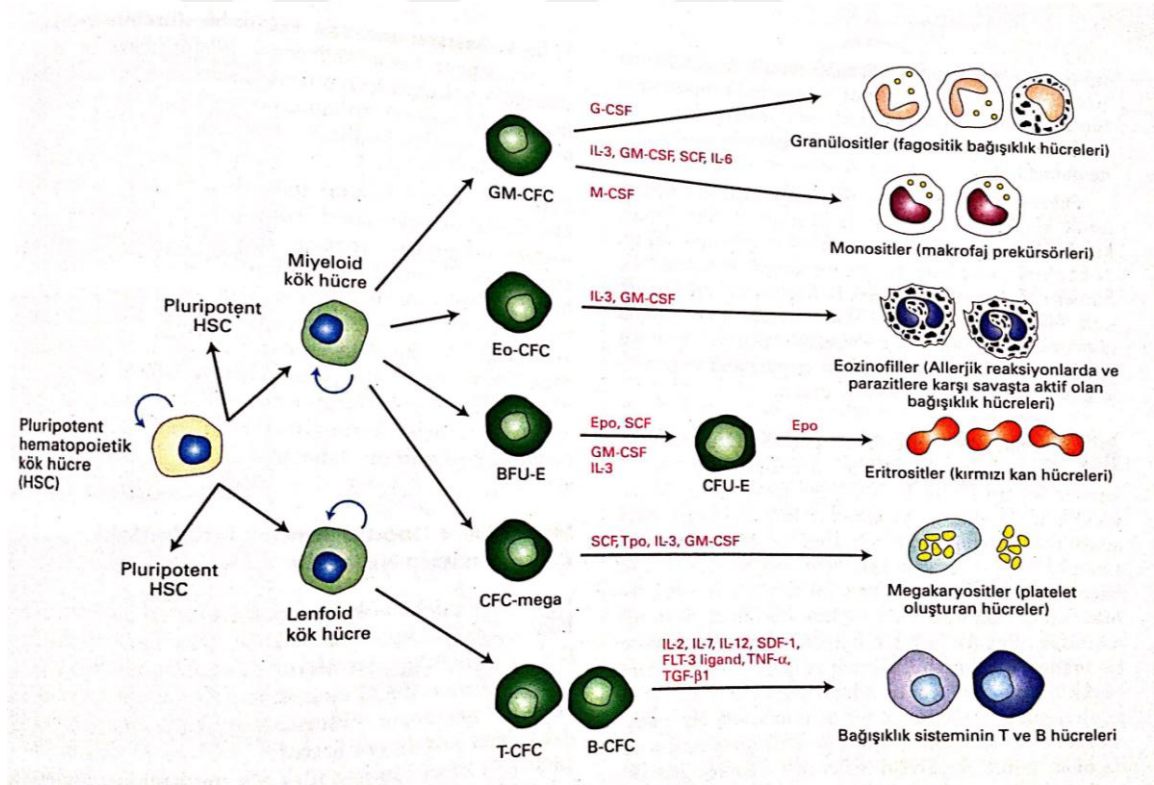 G-CSF
Granülositler (fagositik bağışıklık hücreleri)
IL-3, GM-CSF, SCF, IL-6
GM-CFC
M-CSF
Monositler (makrofaj prekürsörleri)
Miyeloid
kök hücre
Pluripotent
HSC
IL-3, GM-CSF
Eo-CFC
Eozinofiller (Allerjik reaksiyonlarda ve
parazitlere karşı savaşta aktif olan
bağışıklık hücreleri)
Pluripotent
hematopoietik
kök hücre
(HSC)
Epo, SCF
GM-CSF
IL-3
BFU-E
Epo
CFU-E
Eritrositler (kırmızı kan hücreleri)
SCF, Tpo, IL-3, GM-CSF
CFC-mega
Megakaryositler (platelet
oluşturan hücreler)
Pluripotent
HSC
Lenfoid
kök hücre
IL-2, IL-7, IL-12, SDF-1,
FLT-3 ligand, TNF-α,
TGF-β1
T-CFC
B-CFC
Bağışıklık sisteminin T ve B hücreleri